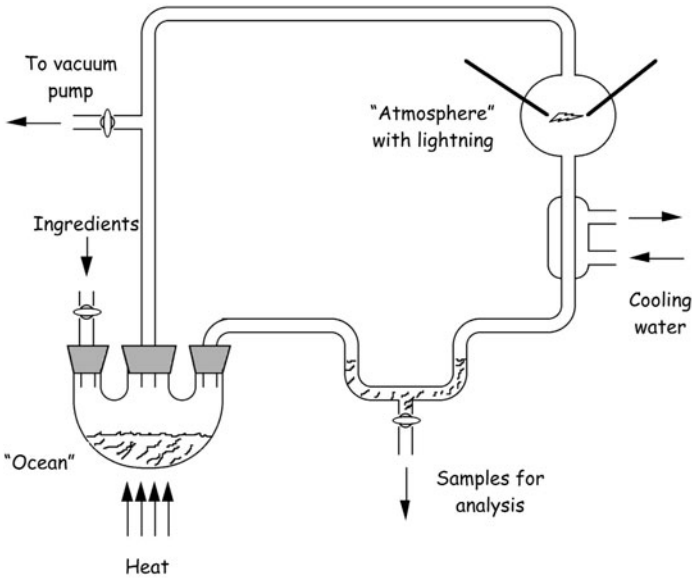 To vacuum
pump
“Atmosphere”
with lightning
Ingredients
Cooling
water
“Ocean”
Samples for
analysis
Heat